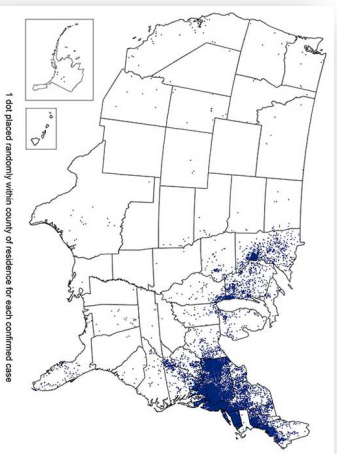 1 dot placed randomly within county of residence for each confirmed case